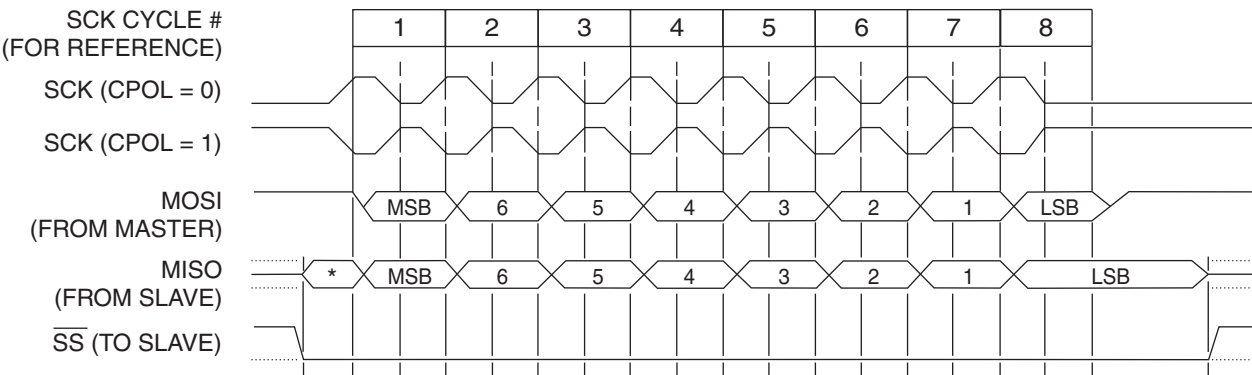 SCK CYCLE #
(FOR REFERENCE)
1 2 3 4 5 6 7 8
SCK (CPOL = 0)
SCK (CPOL = 1)
MOSI
(FROM MASTER)
MSB 6 5 4 3 2 1 LSB
MISO
(FROM SLAVE)
* MSB 6 5 4 3 2 1 LSB
SS (TO SLAVE)